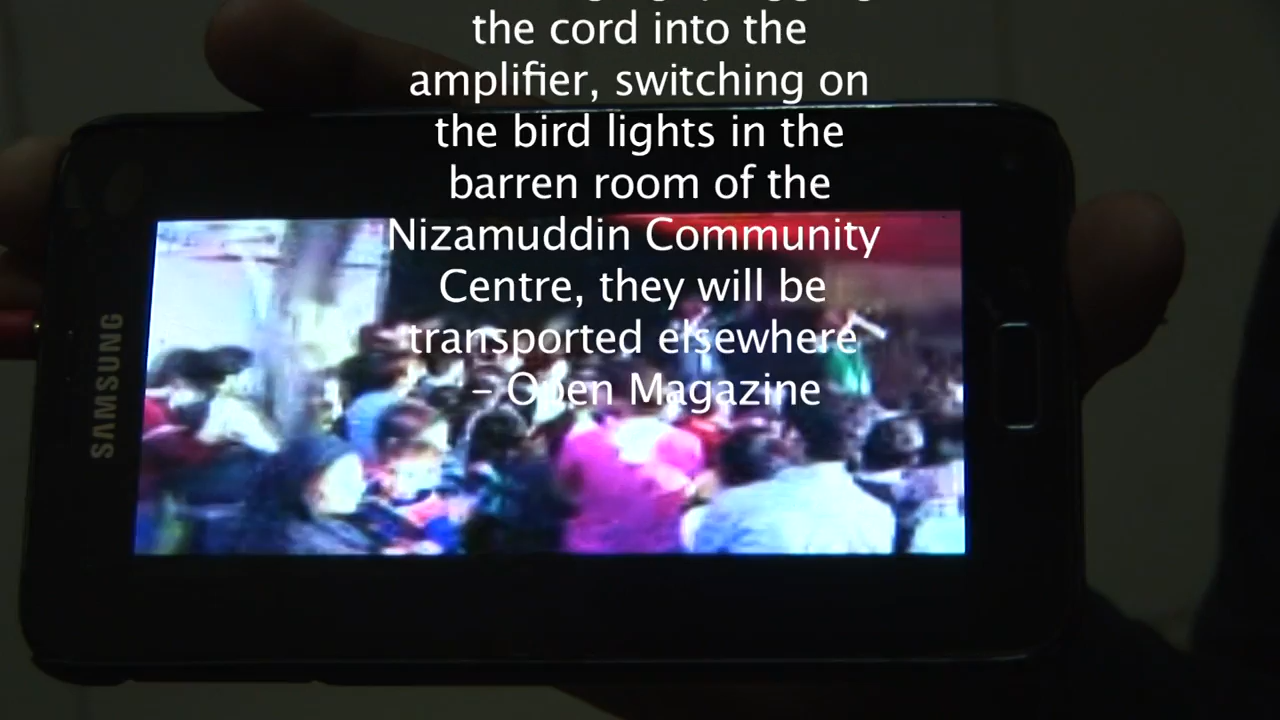 the cord into the
amplifier, switching on
the bird lights in the
barren room of the
Nizamuddin Community
Centre, they will be
transported elsewhere
– Open Magazine
SAMSUNG